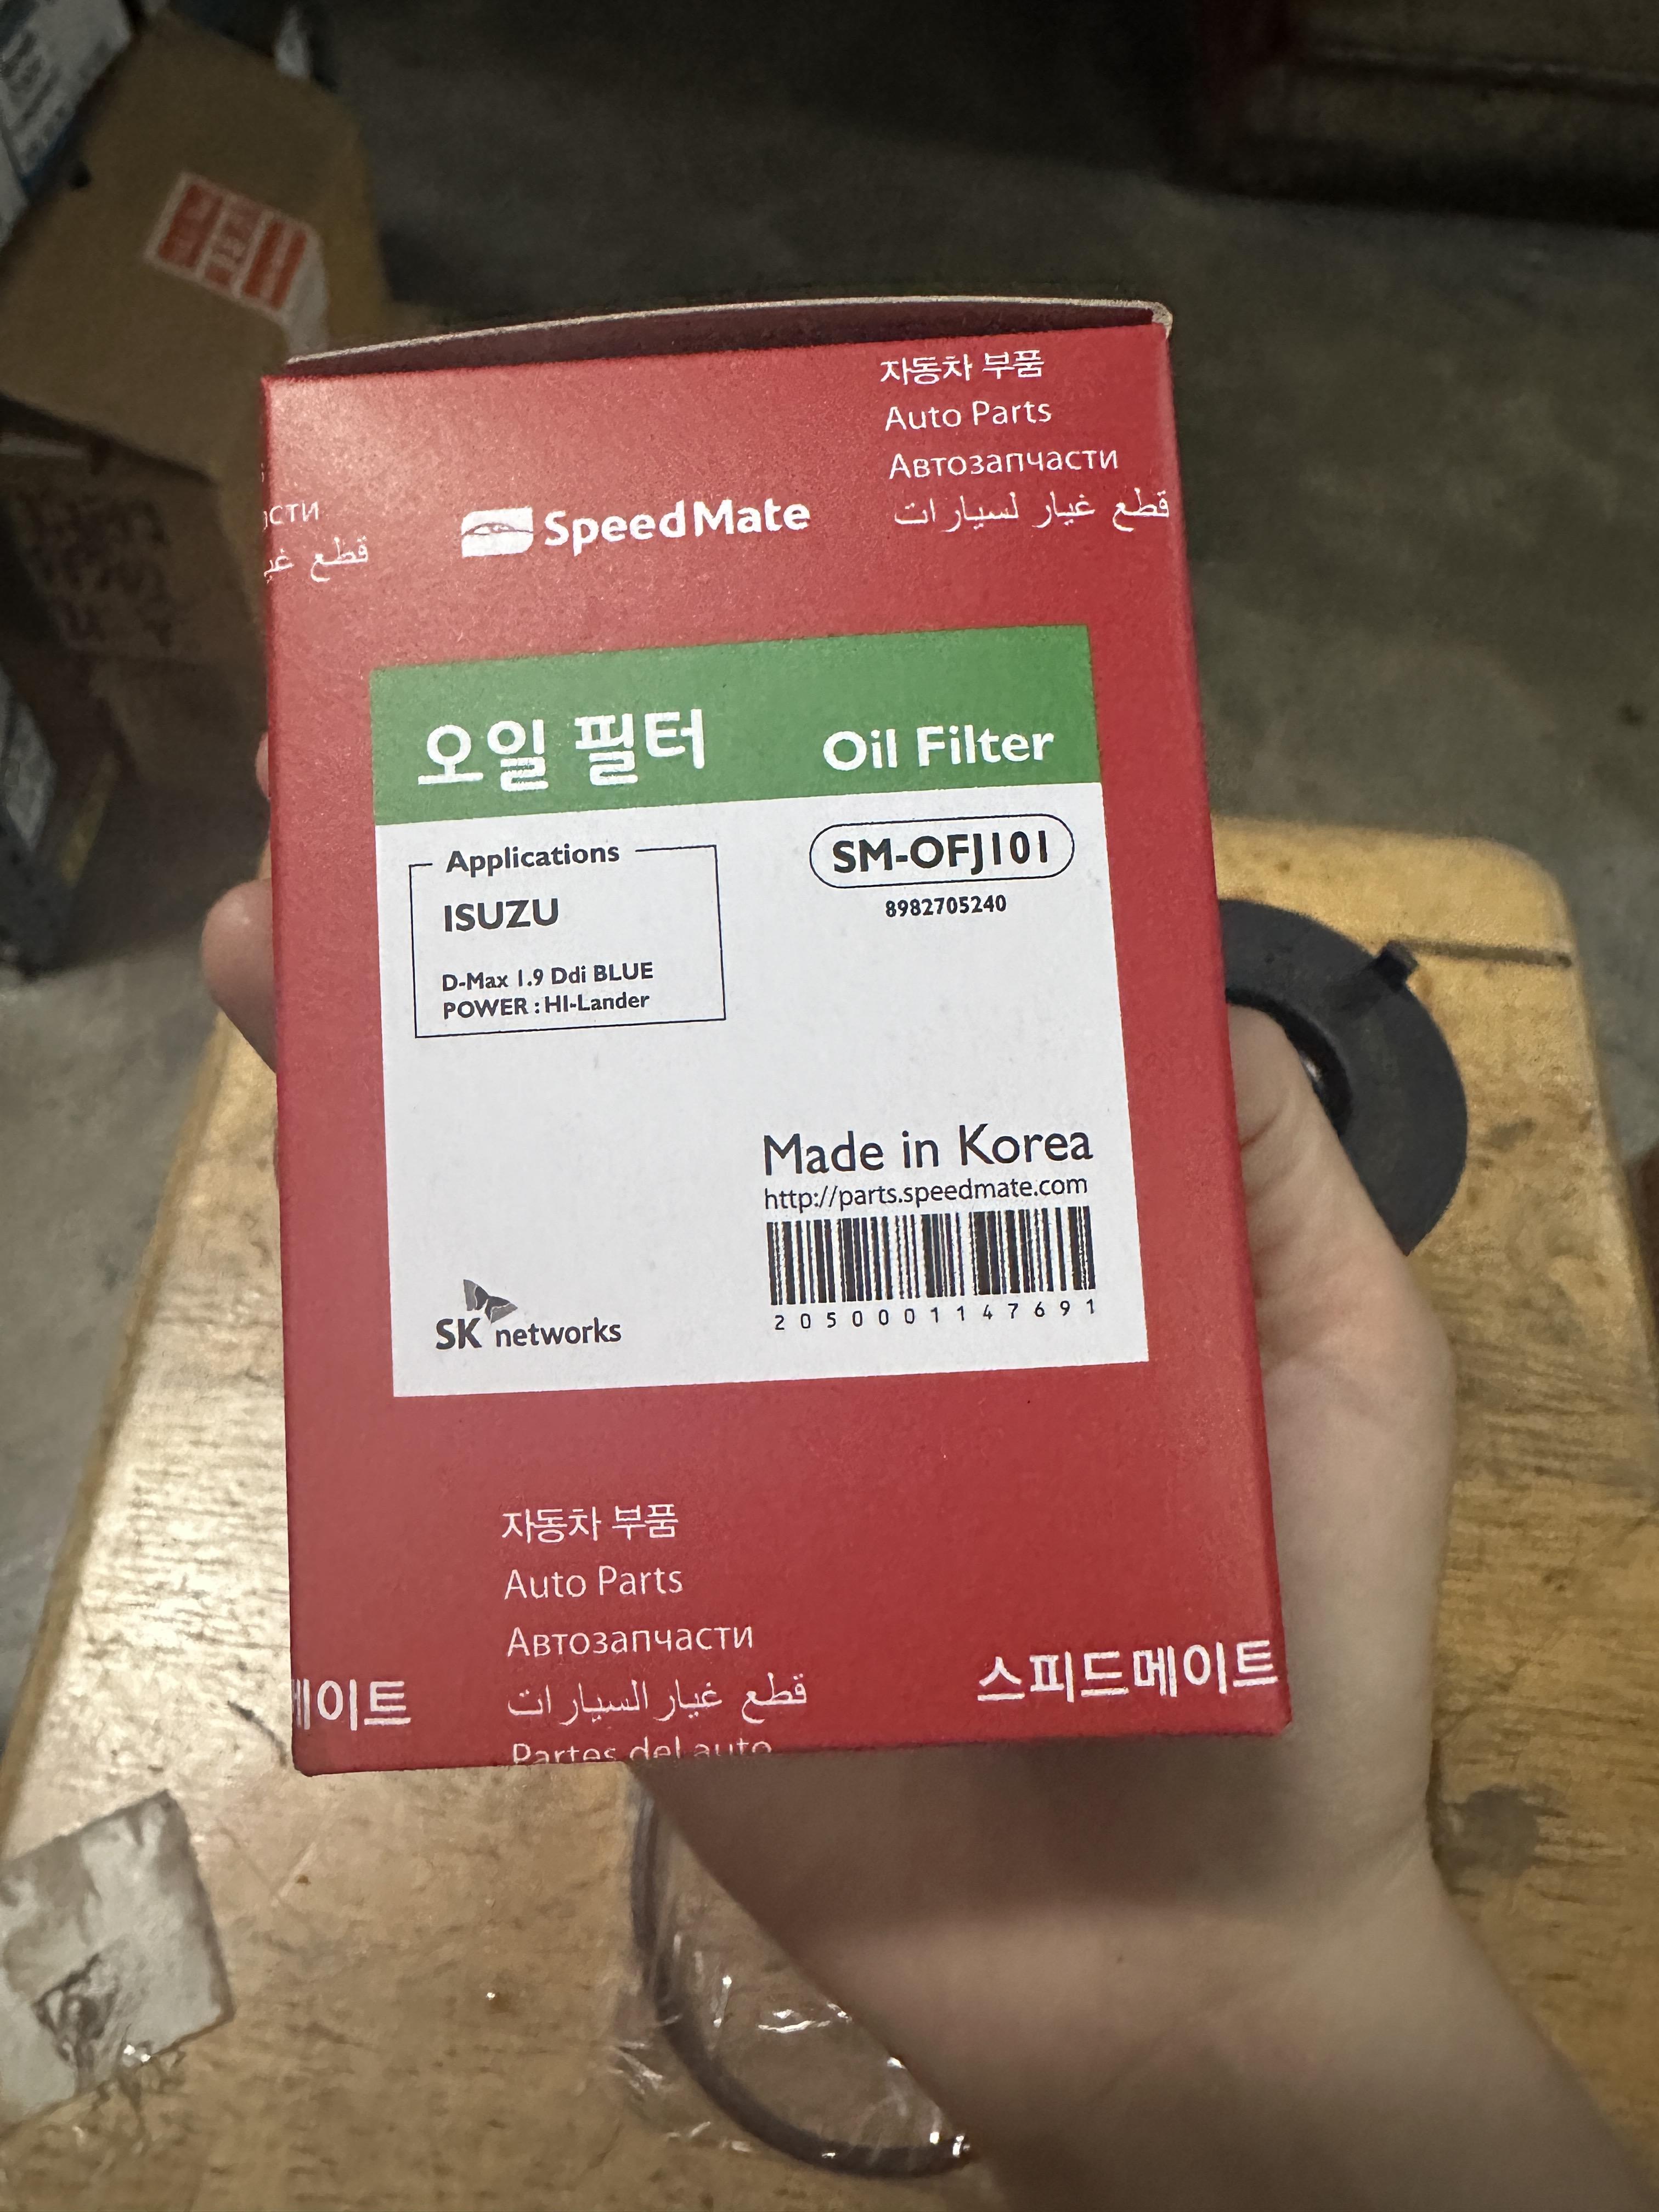 자동차 부품
Auto Parts
Автозапчасти
قطع غيار لسيارات
SpeedMate
오일 필터
Oil Filter
Applications
ISUZU
D-Max 1.9 Ddi BLUE
POWER : HI-Lander
SM-OFJ101
8982705240
Made in Korea
http://parts.speedmate.com
2050001147691
SK networks
자동차 부품
Auto Parts
Автозапчасти
قطع غيار السيارات
Partes del auto
스피드메이트